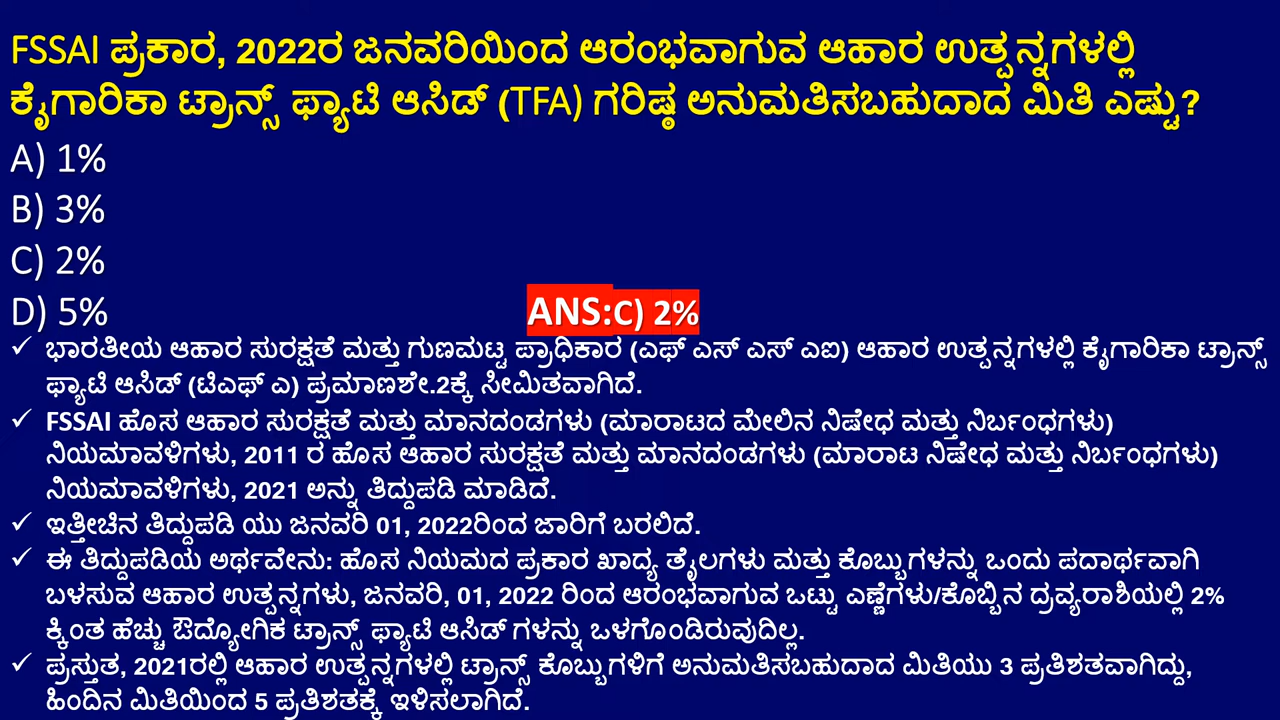 FSSAI ಪ್ರಕಾರ, 2022ರ ಜನವರಿಯಿಂದ ಆರಂಭವಾಗುವ ಆಹಾರ ಉತ್ಪನ್ನಗಳಲ್ಲಿ
ಕೈಗಾರಿಕಾ ಟ್ರಾನ್ಸ್ ಫ್ಯಾಟಿ ಆಸಿಡ್ (TFA) ಗರಿಷ್ಠ ಅನುಮತಿಸಬಹುದಾದ ಮಿತಿ ಎಷ್ಟು?
A) 1%
B) 3%
C) 2%
D) 5%
ANS:C) 2%
✓ ಭಾರತೀಯ ಆಹಾರ ಸುರಕ್ಷತೆ ಮತ್ತು ಗುಣಮಟ್ಟ ಪ್ರಾಧಿಕಾರ (ಎಫ್ ಎಸ್ ಎಸ್ ಎಐ) ಆಹಾರ ಉತ್ಪನ್ನಗಳಲ್ಲಿ ಕೈಗಾರಿಕಾ ಟ್ರಾನ್ಸ್
ಫ್ಯಾಟಿ ಆಸಿಡ್ (ಟಿಎಫ್ ಎ) ಪ್ರಮಾಣಶೇ.2ಕ್ಕೆ ಸೀಮಿತವಾಗಿದೆ.
✓ FSSAI ಹೊಸ ಆಹಾರ ಸುರಕ್ಷತೆ ಮತ್ತು ಮಾನದಂಡಗಳು (ಮಾರಾಟದ ಮೇಲಿನ ನಿಷೇಧ ಮತ್ತು ನಿರ್ಬಂಧಗಳು)
ನಿಯಮಾವಳಿಗಳು, 2011 ರ ಹೊಸ ಆಹಾರ ಸುರಕ್ಷತೆ ಮತ್ತು ಮಾನದಂಡಗಳು (ಮಾರಾಟ ನಿಷೇಧ ಮತ್ತು ನಿರ್ಬಂಧಗಳು)
ನಿಯಮಾವಳಿಗಳು, 2021 ಅನ್ನು ತಿದ್ದುಪಡಿ ಮಾಡಿದೆ.
✓ ಇತ್ತೀಚಿನ ತಿದ್ದುಪಡಿ ಯು ಜನವರಿ 01, 2022ರಿಂದ ಜಾರಿಗೆ ಬರಲಿದೆ.
✓ ಈ ತಿದ್ದುಪಡಿಯ ಅರ್ಥವೇನು: ಹೊಸ ನಿಯಮದ ಪ್ರಕಾರ ಖಾದ್ಯ ತೈಲಗಳು ಮತ್ತು ಕೊಬ್ಬುಗಳನ್ನು ಒಂದು ಪದಾರ್ಥವಾಗಿ
ಬಳಸುವ ಆಹಾರ ಉತ್ಪನ್ನಗಳು, ಜನವರಿ, 01, 2022 ರಿಂದ ಆರಂಭವಾಗುವ ಒಟ್ಟು ಎಣ್ಣೆಗಳು/ಕೊಬ್ಬಿನ ದ್ರವ್ಯರಾಶಿಯಲ್ಲಿ 2%
ಕ್ಕಿಂತ ಹೆಚ್ಚು ಔದ್ಯೋಗಿಕ ಟ್ರಾನ್ಸ್ ಫ್ಯಾಟಿ ಆಸಿಡ್ ಗಳನ್ನು ಒಳಗೊಂಡಿರುವುದಿಲ್ಲ.
✓ ಪ್ರಸ್ತುತ, 2021ರಲ್ಲಿ ಆಹಾರ ಉತ್ಪನ್ನಗಳಲ್ಲಿ ಟ್ರಾನ್ಸ್ ಕೊಬ್ಬುಗಳಿಗೆ ಅನುಮತಿಸಬಹುದಾದ ಮಿತಿಯು 3 ಪ್ರತಿಶತವಾಗಿದ್ದು,
ಹಿಂದಿನ ಮಿತಿಯಿಂದ 5 ಪ್ರತಿಶತಕ್ಕೆ ಇಳಿಸಲಾಗಿದೆ.